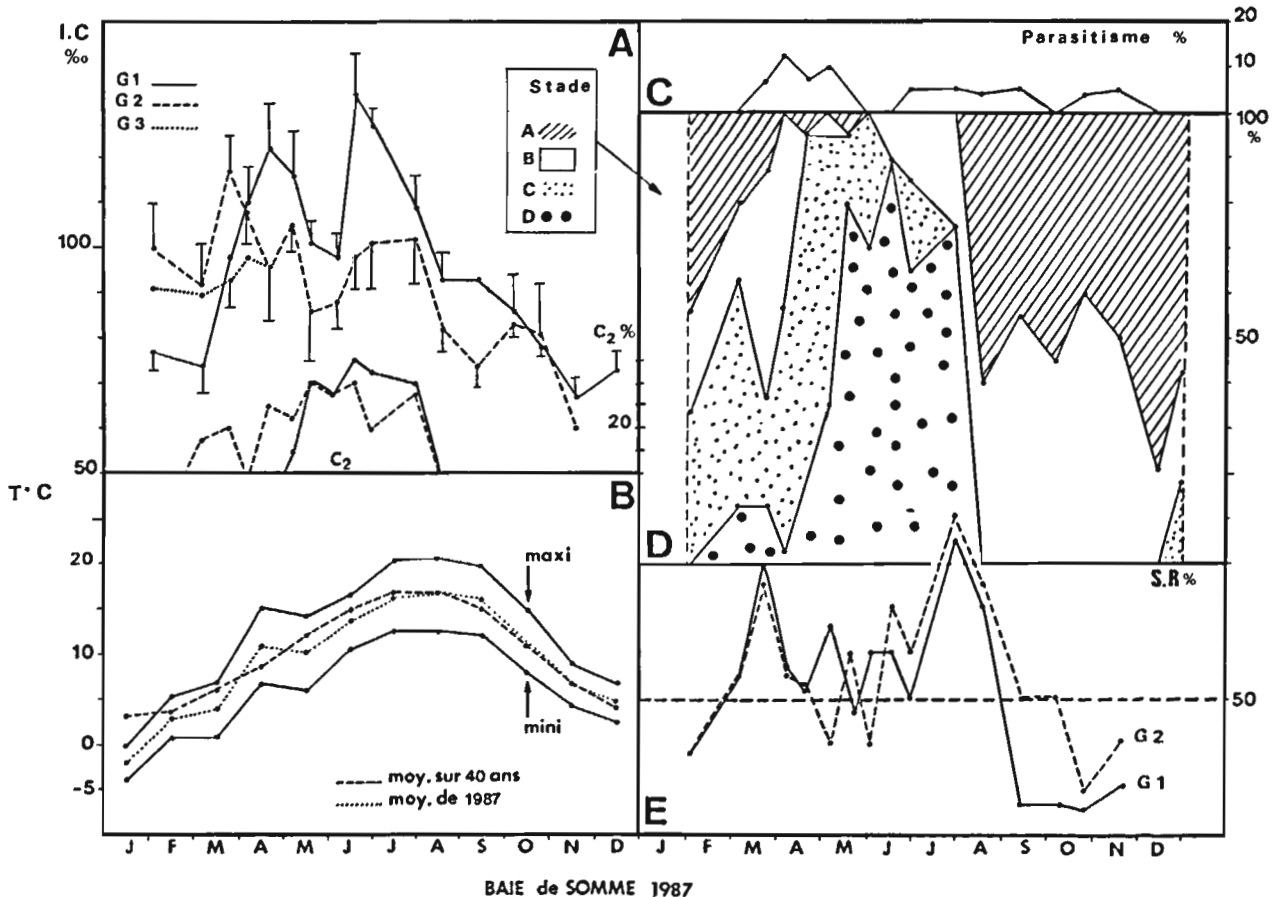 I.C
‰
A
G1
G2
G3
100
50
C₂ %
20
C₂
Stade
A
B
C
D
20
10
Parasitisme %
C
100
%
50
D
T°C
B
20
10
0
-5
maxi
mini
moy. sur 40 ans
moy. de 1987
J F M A M J J A S O N D
S.R %
50
G2
G1
E
J F M A M J J A S O N D
BAIE de SOMME 1987